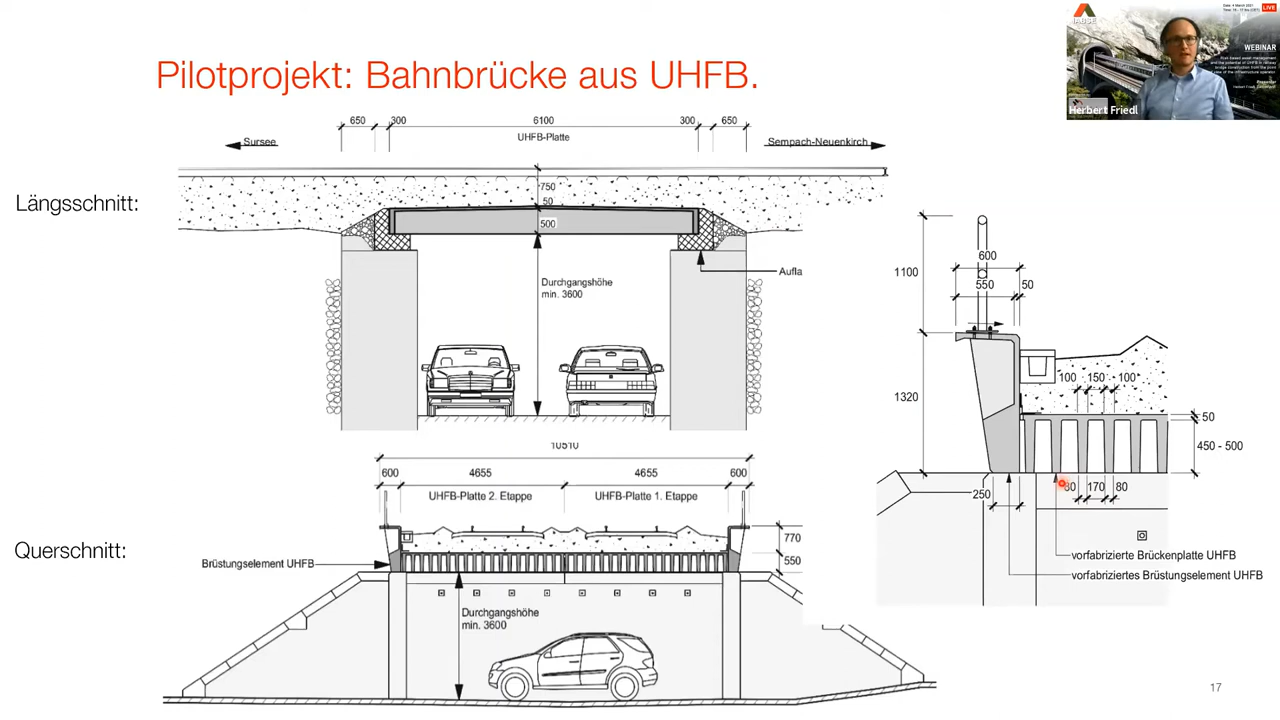 Pilotprojekt: Bahnbrücke aus UHFB.
IABSE
LIVE
WEBINAR
Herbert Friedl
650 300 6100 300 650
UHFB-Platte
Sursee
Sempach-Neuenkirch
Längsschnitt:
750
50
500
Durchgangshöhe
min. 3600
Aufla
1100
600
550 50
1320
100 150 100
50
450 - 500
250
80 170 80
vorfabrizierte Brückenplatte UHFB
vorfabriziertes Brüstungselement UHFB
10510
600 4655 4655 600
UHFB-Platte 2. Etappe UHFB-Platte 1. Etappe
Querschnitt:
770
550
Brüstungselement UHFB
Durchgangshöhe
min. 3600
17